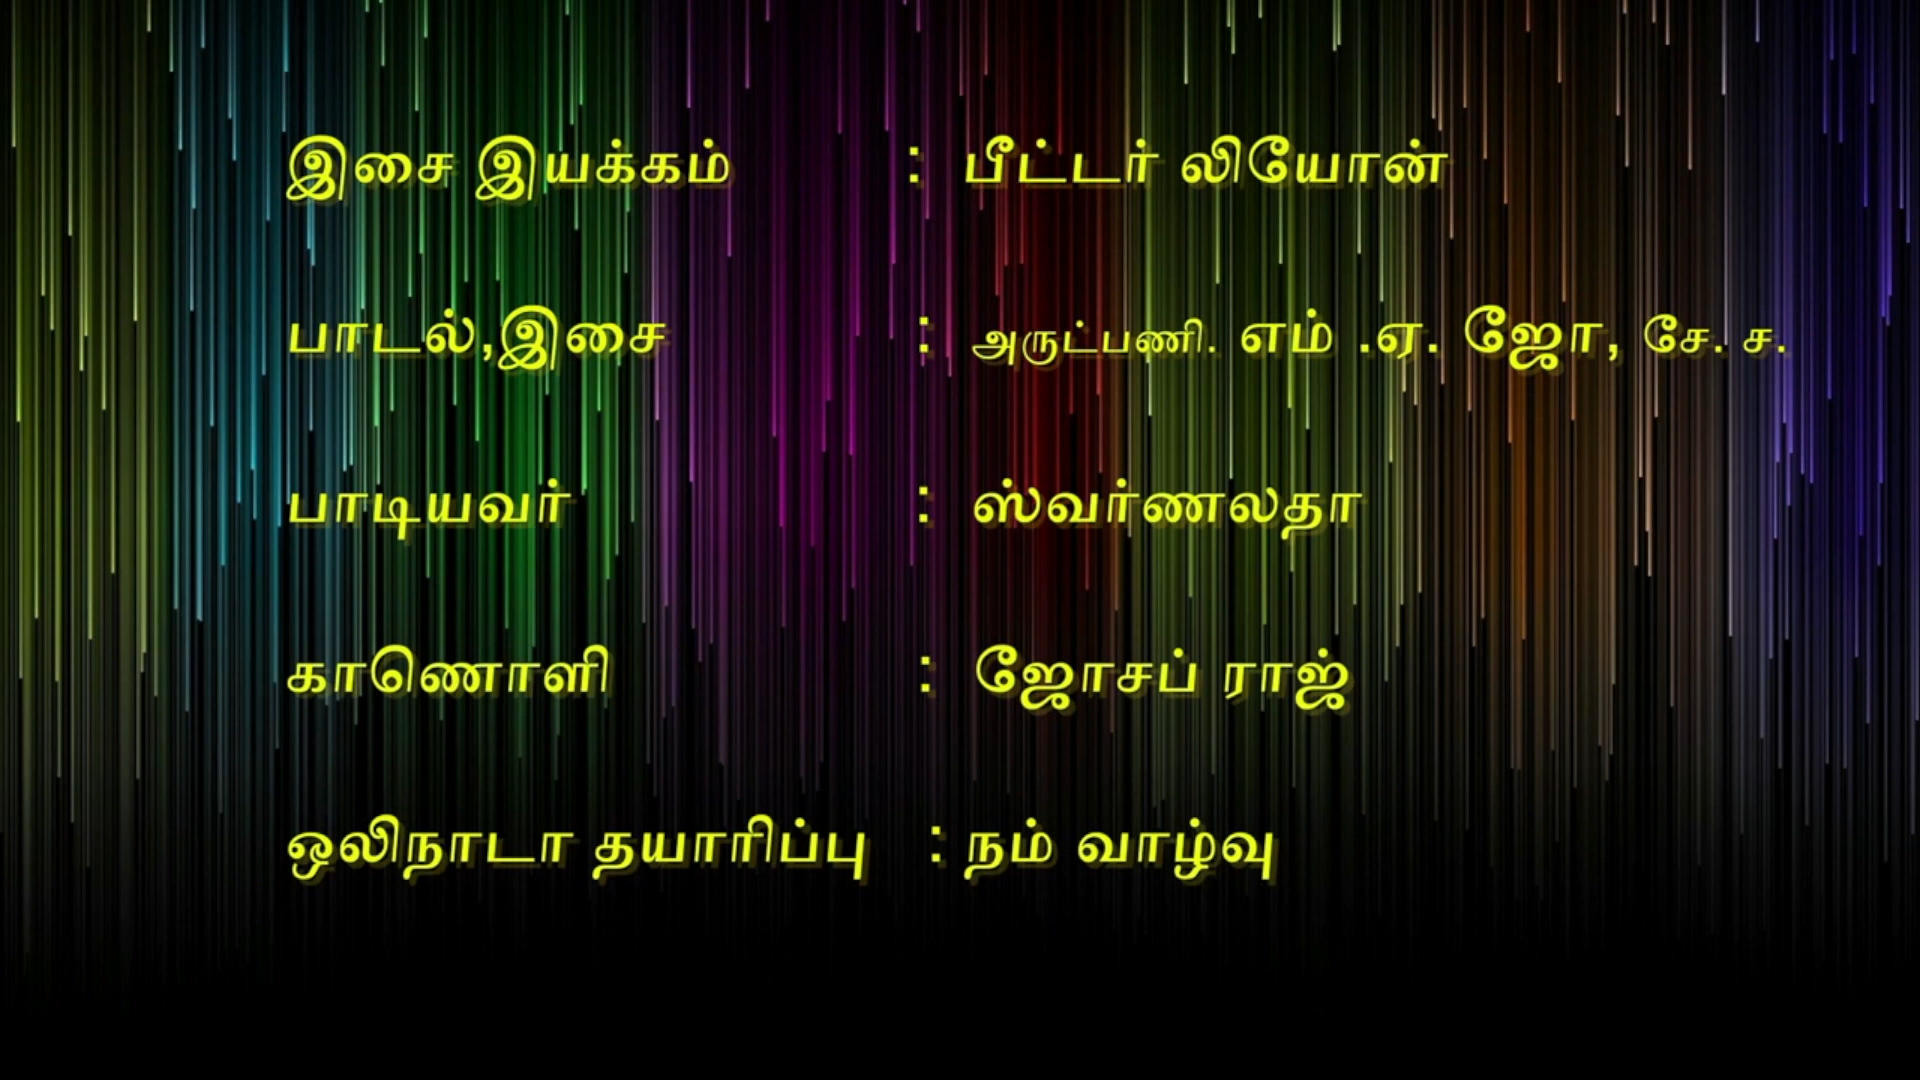 இசை இயக்கம் : பீட்டர் லியோன்
பாடல்,இசை : அருட்பணி. எம் .ஏ. ஜோ, சே. ச.
பாடியவர் : ஸ்வர்ணலதா
காணொளி : ஜோசப் ராஜ்
ஒலிநாடா தயாரிப்பு : நம் வாழ்வு